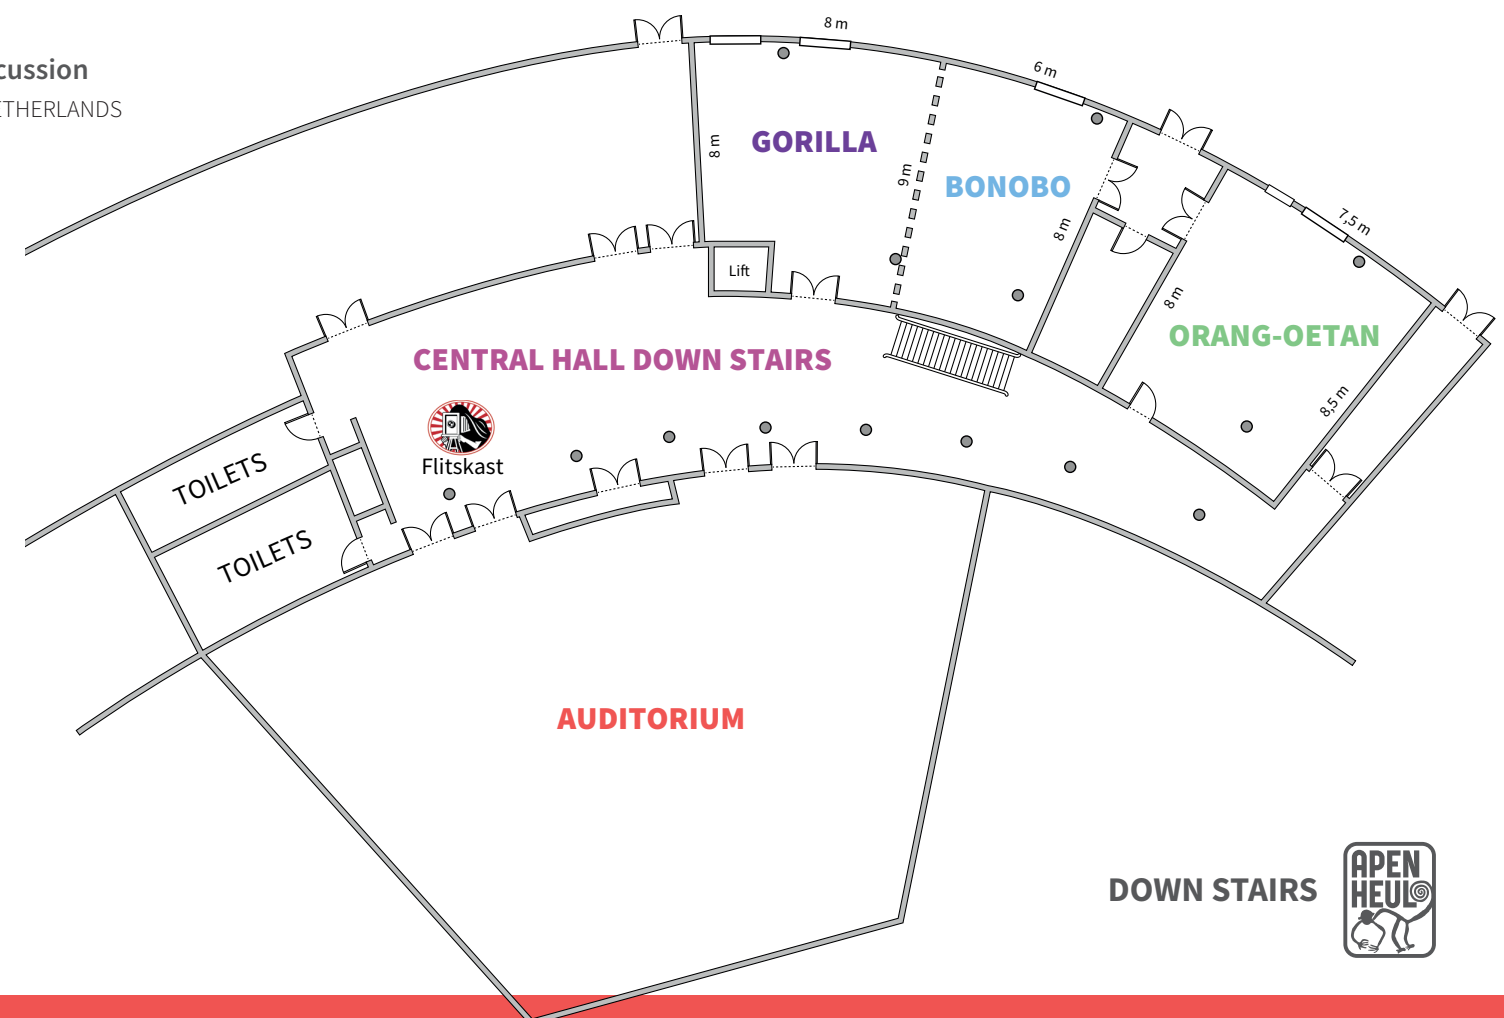 cussion
ETHERLANDS
8 m
6 m
7,5 m
8 m
GORILLA
9 m
BONOBO
8 m
8 m
ORANG-OETAN
8,5 m
Lift
CENTRAL HALL DOWN STAIRS
Flitskast
TOILETS
TOILETS
AUDITORIUM
DOWN STAIRS
APEN
HEUL